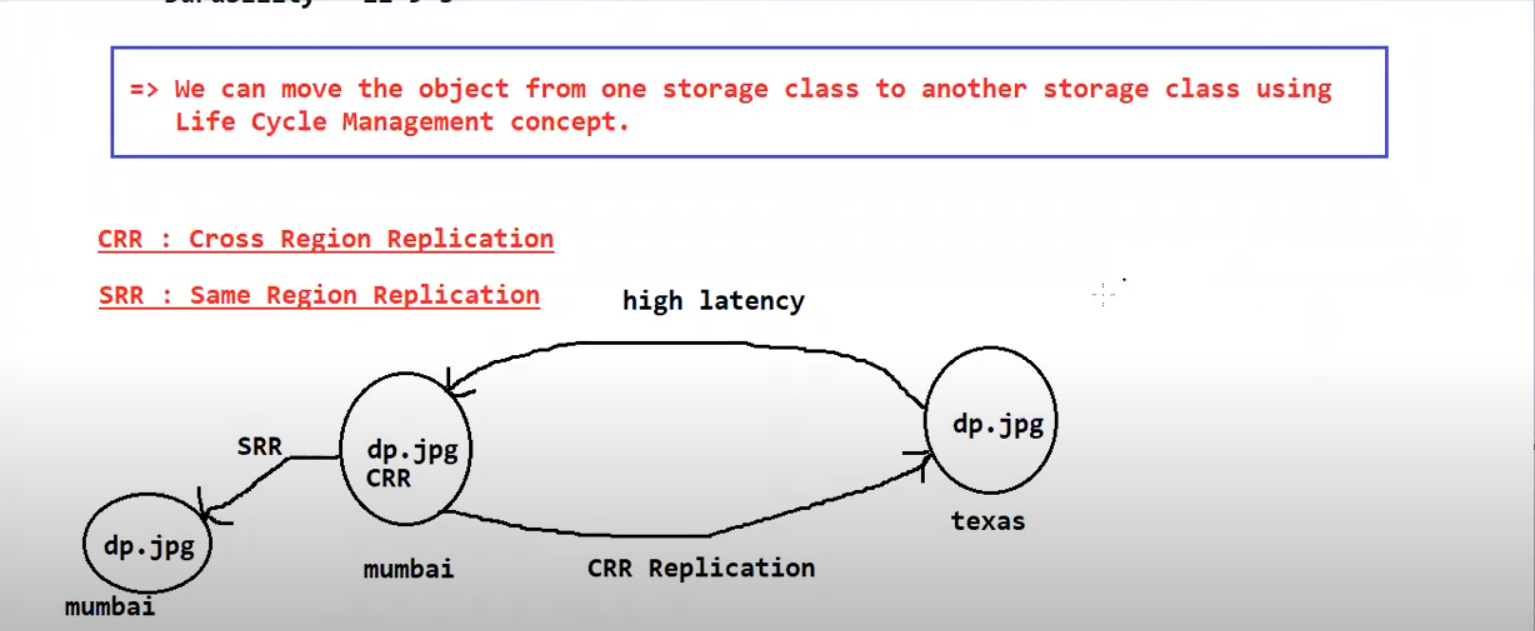 => We can move the object from one storage class to another storage class using
Life Cycle Management concept.
CRR : Cross Region Replication
SRR : Same Region Replication
high latency
dp.jpg
SRR
dp.jpg
CRR
dp.jpg
texas
mumbai
CRR Replication
mumbai